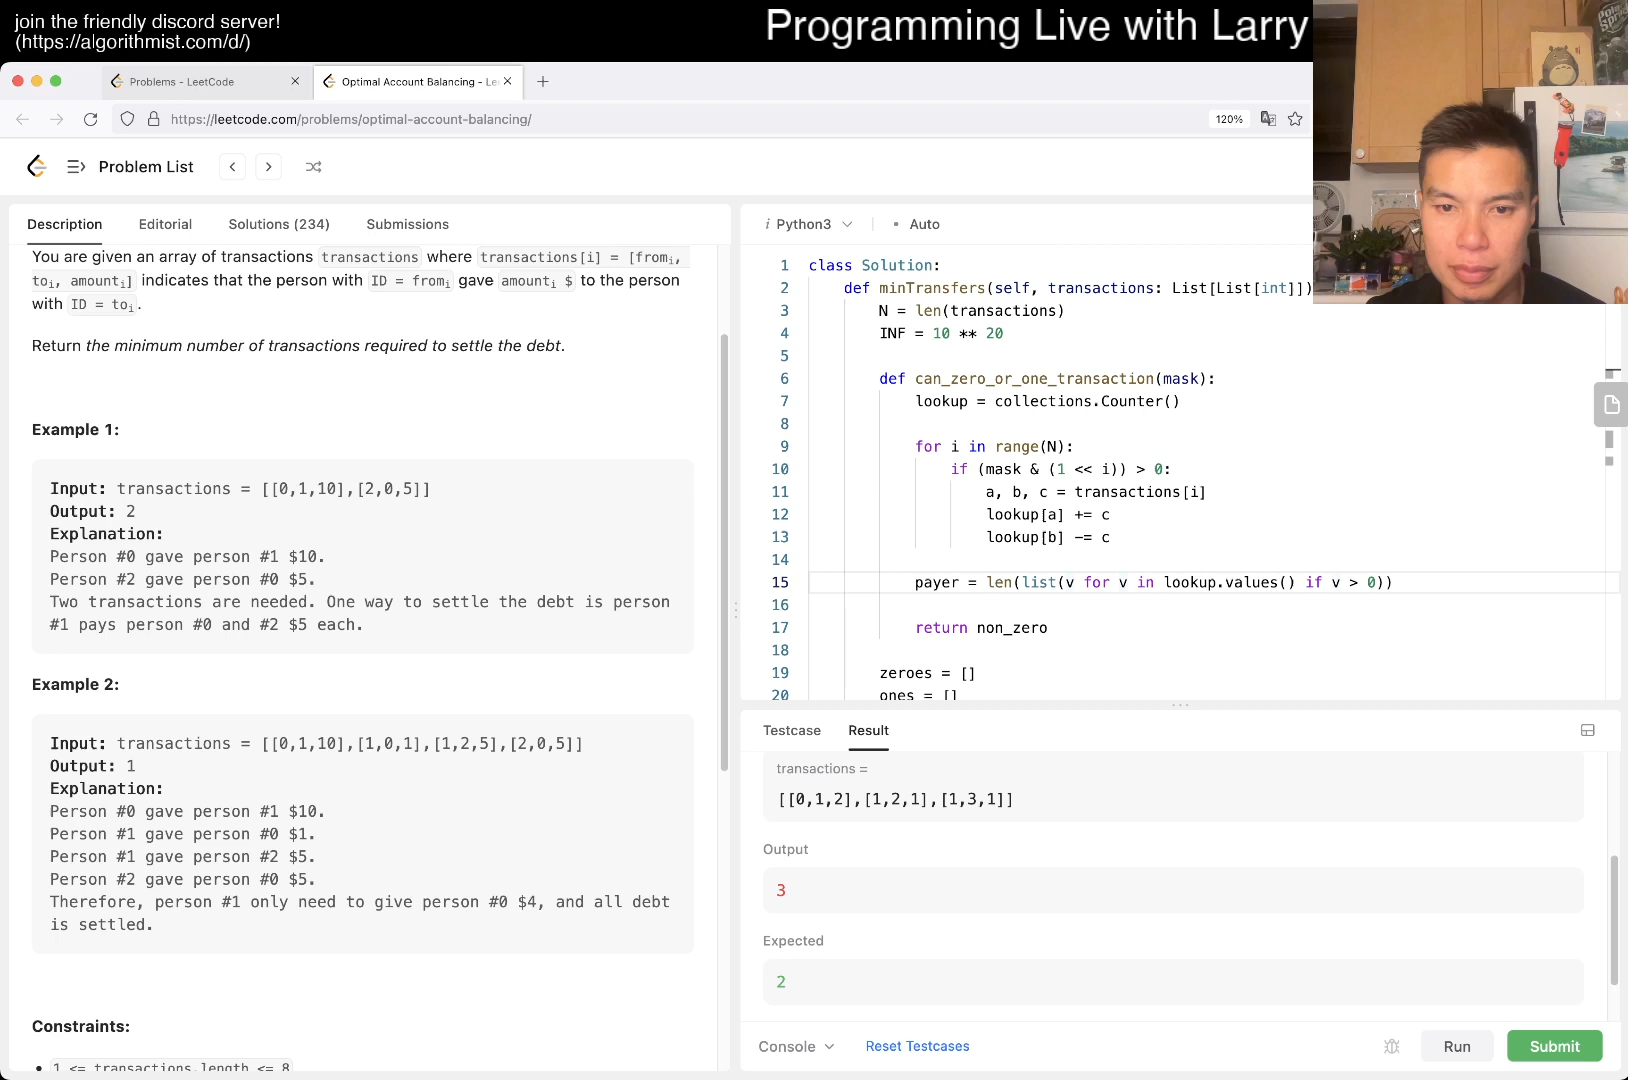 join the friendly discord server!
(https://algorithmist.com/d/)
Programming Live with Larry
Problems - LeetCode
Optimal Account Balancing - Le
https://leetcode.com/problems/optimal-account-balancing/
120%
Problem List
Description
Editorial
Solutions (234)
Submissions
You are given an array of transactions transactions where transactions[i] = [fromi,
toi, amounti] indicates that the person with ID = fromi gave amounti $ to the person
with ID = toi.
Return the minimum number of transactions required to settle the debt.
Example 1:
Input: transactions = [[0,1,10],[2,0,5]]
Output: 2
Explanation:
Person #0 gave person #1 $10.
Person #2 gave person #0 $5.
Two transactions are needed. One way to settle the debt is person
#1 pays person #0 and #2 $5 each.
Example 2:
Input: transactions = [[0,1,10],[1,0,1],[1,2,5],[2,0,5]]
Output: 1
Explanation:
Person #0 gave person #1 $10.
Person #1 gave person #0 $1.
Person #1 gave person #2 $5.
Person #2 gave person #0 $5.
Therefore, person #1 only need to give person #0 $4, and all debt
is settled.
Constraints:
• 1 <= transactions.length <= 8
i Python3
• Auto
1 class Solution:
2 def minTransfers(self, transactions: List[List[int]])
3 N = len(transactions)
4 INF = 10 ** 20
5
6 def can_zero_or_one_transaction(mask):
7 lookup = collections.Counter()
8
9 for i in range(N):
10 if (mask & (1 << i)) > 0:
11 a, b, c = transactions[i]
12 lookup[a] += c
13 lookup[b] -= c
14
15 payer = len(list(v for v in lookup.values() if v > 0))
16
17 return non_zero
18
19 zeroes = []
20 ones = []
Testcase
Result
transactions =
[[0,1,2],[1,2,1],[1,3,1]]
Output
3
Expected
2
Console
Reset Testcases
Run
Submit